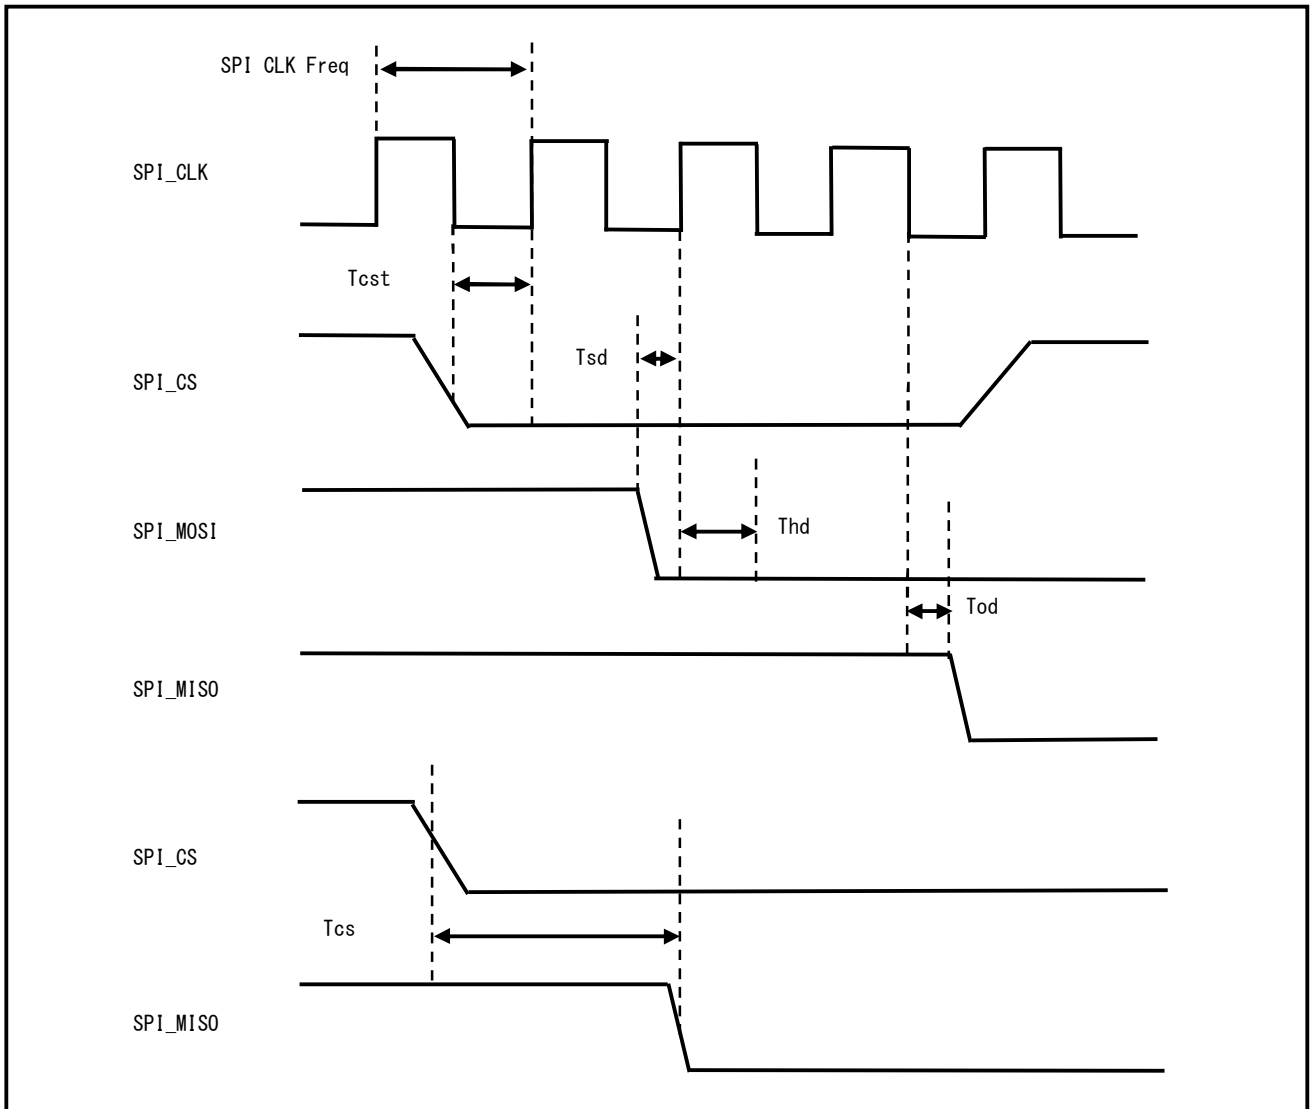 SPI CLK Freq
SPI_CLK
Tcst
Tsd
SPI_CS
SPI_MOSI
Thd
Tod
SPI_MISO
SPI_CS
Tcs
SPI_MISO